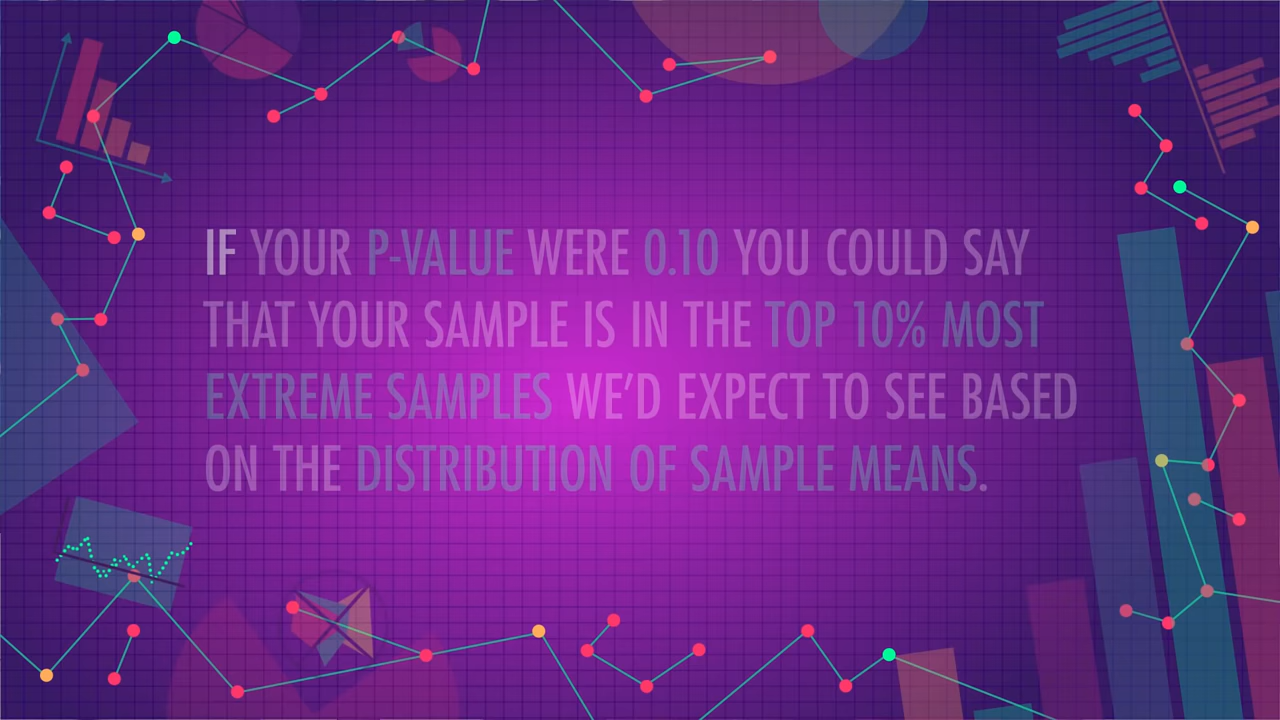 IF YOUR P-VALUE WERE 0.10 YOU COULD SAY
THAT YOUR SAMPLE IS IN THE TOP 10% MOST
EXTREME SAMPLES WE'D EXPECT TO SEE BASED
ON THE DISTRIBUTION OF SAMPLE MEANS.